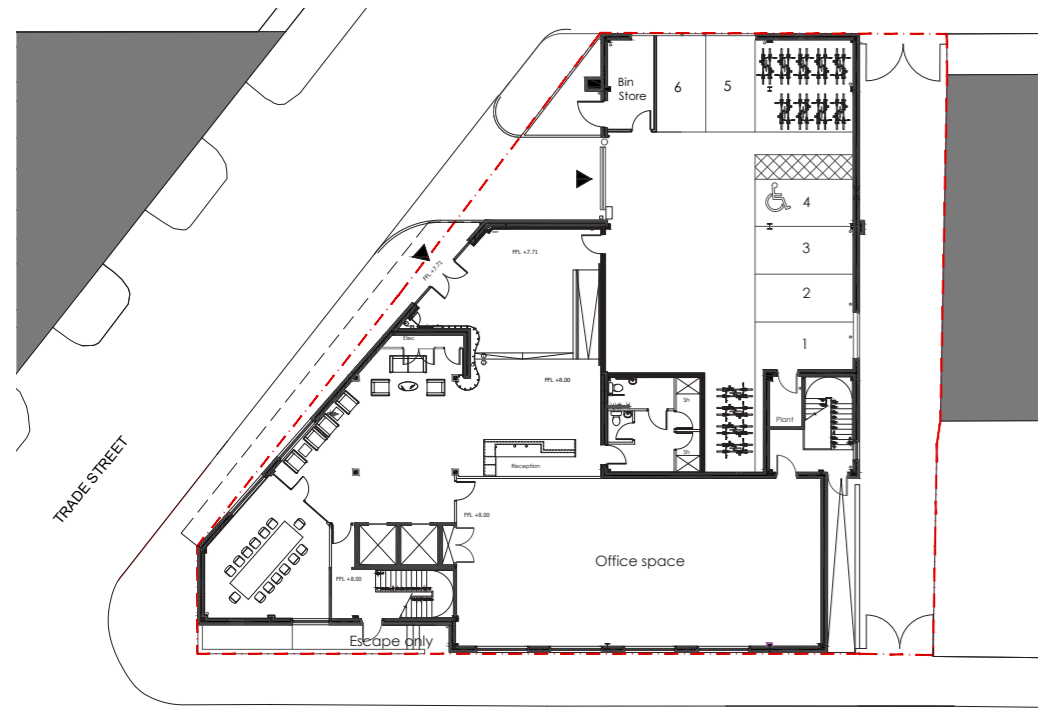 Bin
Store
6
5
4
3
2
1
FFL +7.71
FFL +7.71
Elec
FFL +8.00
Sh
Sh
Plant
Reception
TRADE STREET
FFL +8.00
Office space
FFL +8.00
Escape only